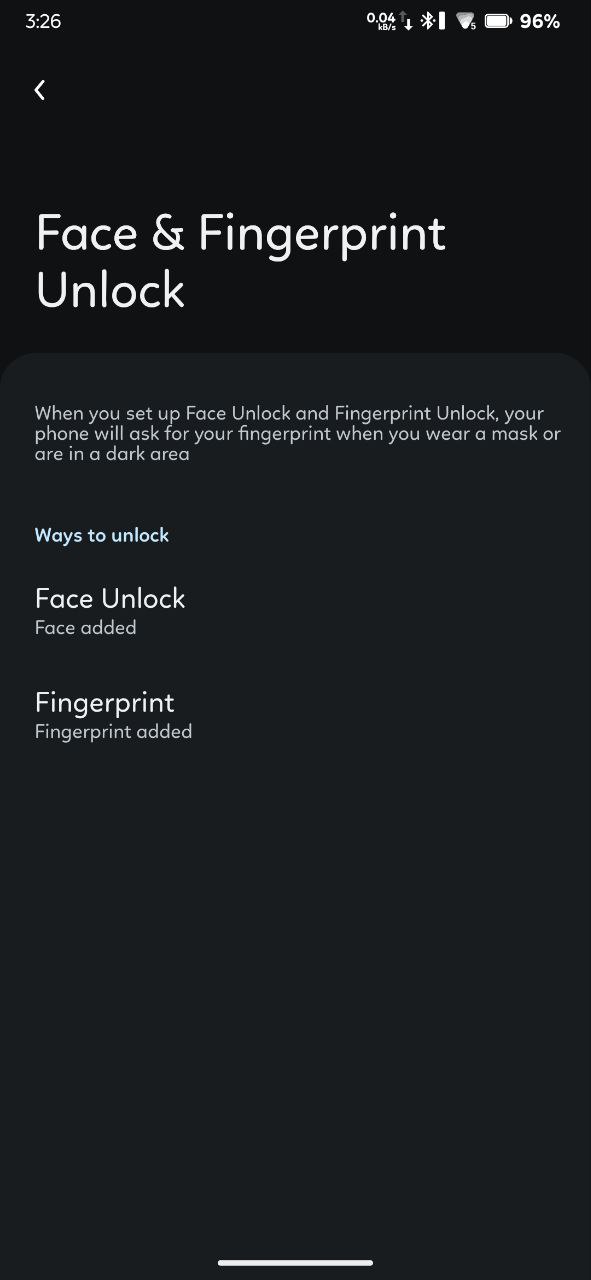 3:26
0.04 kB/s 5 96%
Face & Fingerprint
Unlock
When you set up Face Unlock and Fingerprint Unlock, your
phone will ask for your fingerprint when you wear a mask or
are in a dark area
Ways to unlock
Face Unlock
Face added
Fingerprint
Fingerprint added